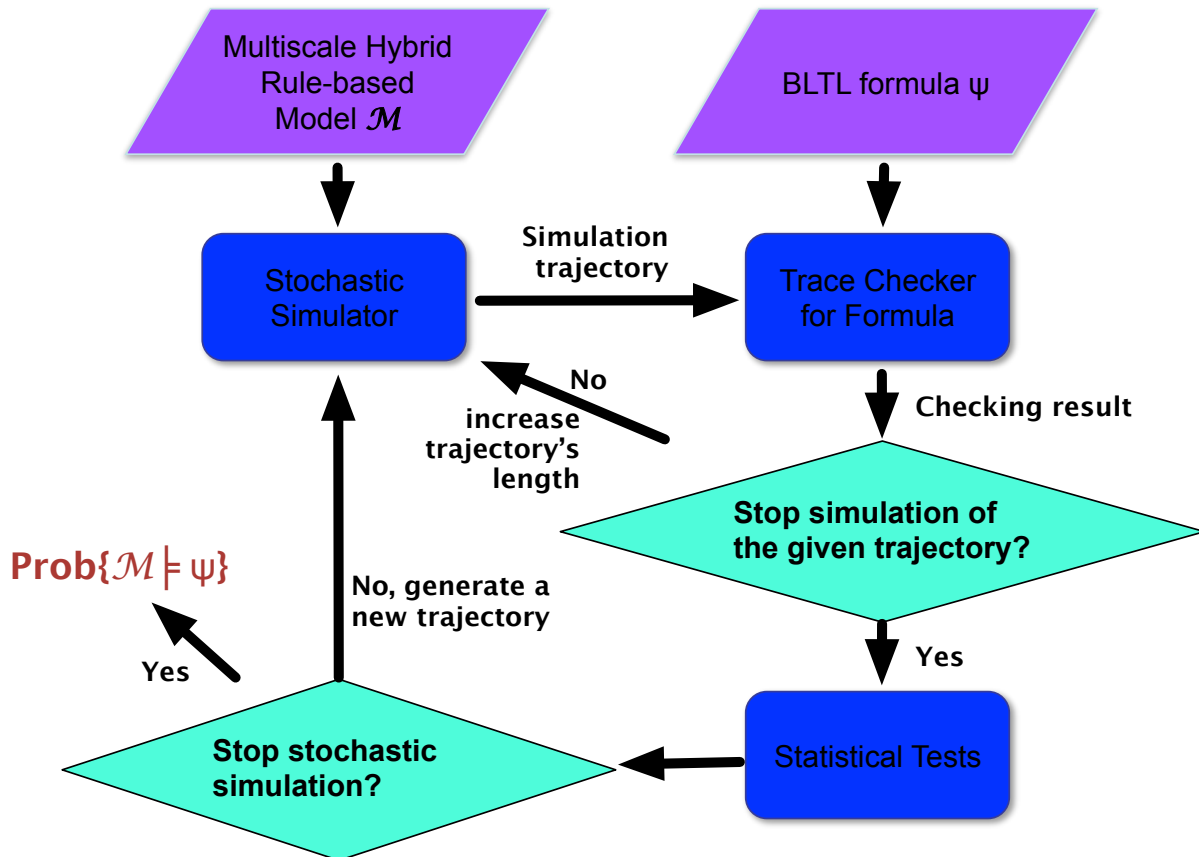 Multiscale Hybrid
Rule-based
Model ℳ
BLTL formula ψ
Stochastic
Simulator
Simulation
trajectory
Trace Checker
for Formula
No
increase
trajectory’s
length
Checking result
Stop simulation of
the given trajectory?
Prob{ℳ ⊨ ψ}
No, generate a
new trajectory
Yes
Yes
Stop stochastic
simulation?
Statistical Tests